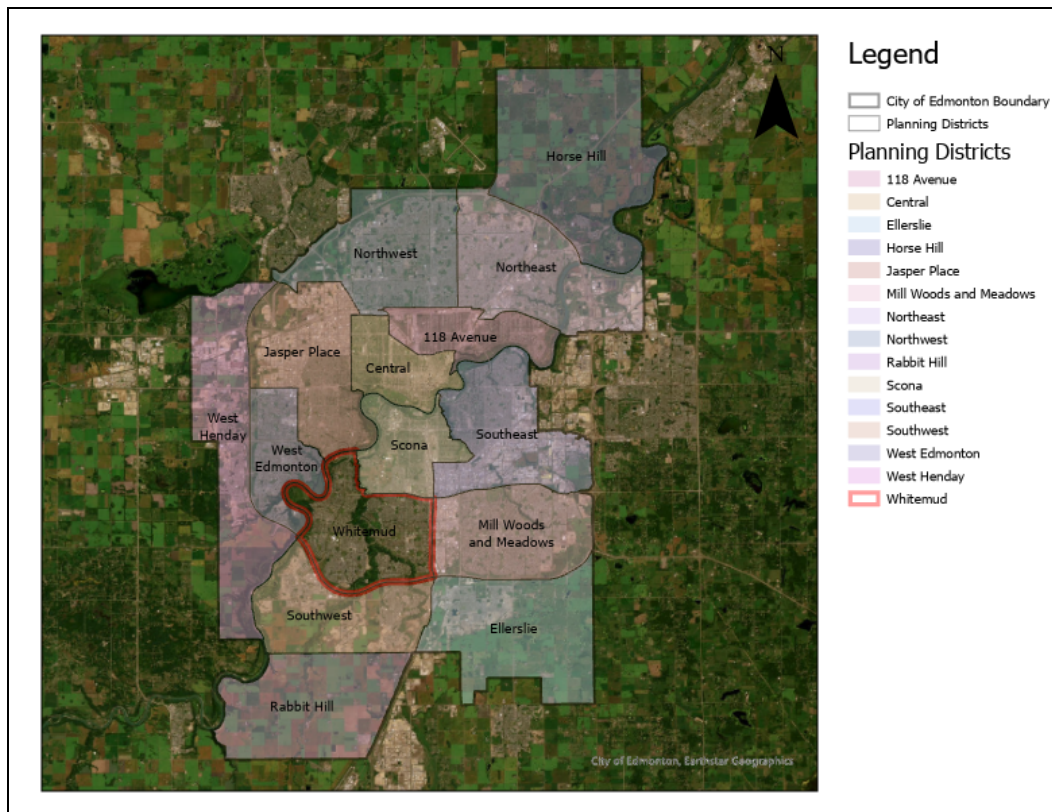 Legend
N
City of Edmonton Boundary
Planning Districts
Planning Districts
118 Avenue
Central
Ellerslie
Horse Hill
Jasper Place
Mill Woods and Meadows
Northeast
Northwest
Rabbit Hill
Scona
Southeast
Southwest
West Edmonton
West Henday
Whitemud
Horse Hill
Northwest
Northeast
118 Avenue
Jasper Place
Central
West
Henday
Scona
Southeast
West
Edmonton
Whitemud
Mill Woods
and Meadows
Southwest
Ellerslie
Rabbit Hill
City of Edmonton, Earthstar Geographics